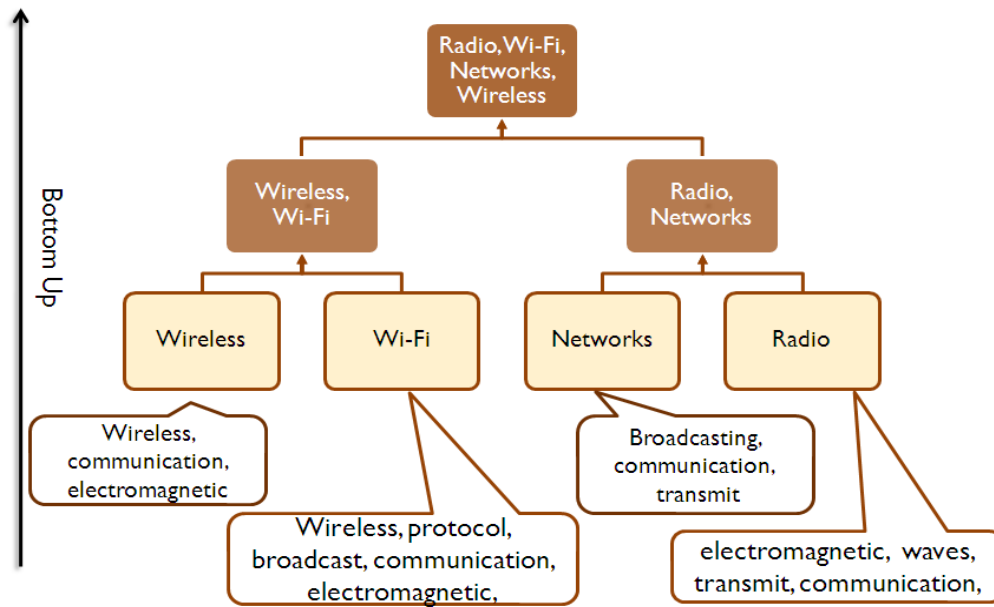 Radio, Wi-Fi,
Networks,
Wireless
Bottom Up
Wireless,
Wi-Fi
Radio,
Networks
Wireless
Wi-Fi
Networks
Radio
Wireless,
communication,
electromagnetic
Wireless, protocol,
broadcast, communication,
electromagnetic,
Broadcasting,
communication,
transmit
electromagnetic, waves,
transmit, communication,